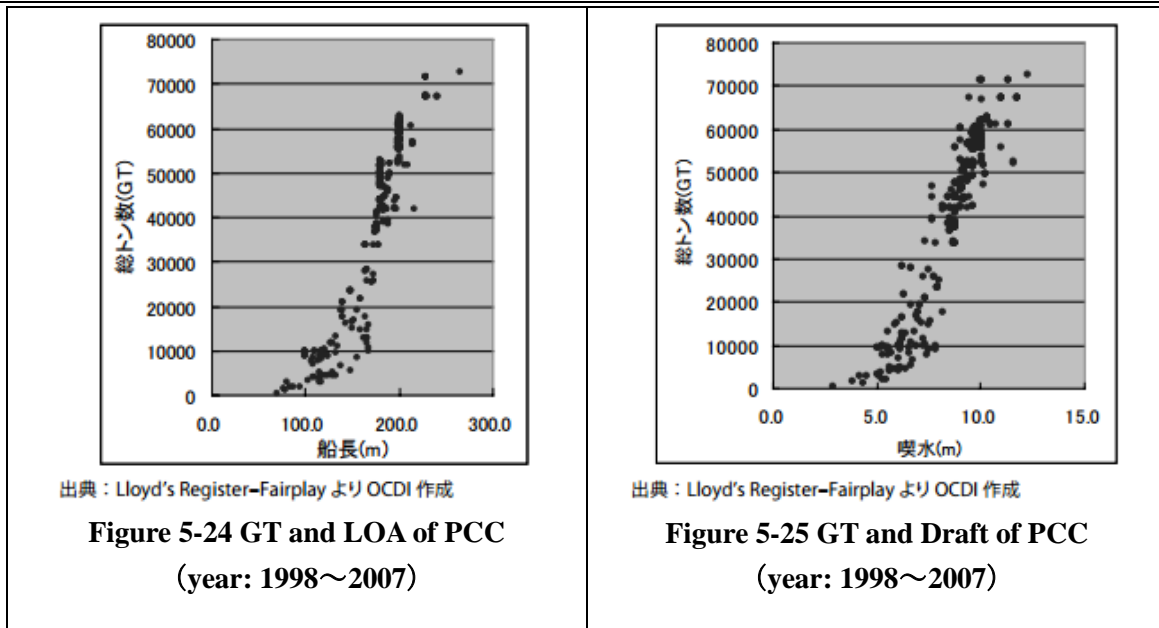 80000
70000
60000
50000
40000
30000
20000
10000
0
総トン数(GT)
0.0 100.0 200.0 300.0
船長(m)
出典：Lloyd's Register–Fairplay より OCDI 作成
Figure 5-24 GT and LOA of PCC
（year: 1998～2007）
80000
70000
60000
50000
40000
30000
20000
10000
0
総トン数(GT)
0.0 5.0 10.0 15.0
喫水(m)
出典：Lloyd's Register–Fairplay より OCDI 作成
Figure 5-25 GT and Draft of PCC
（year: 1998～2007）